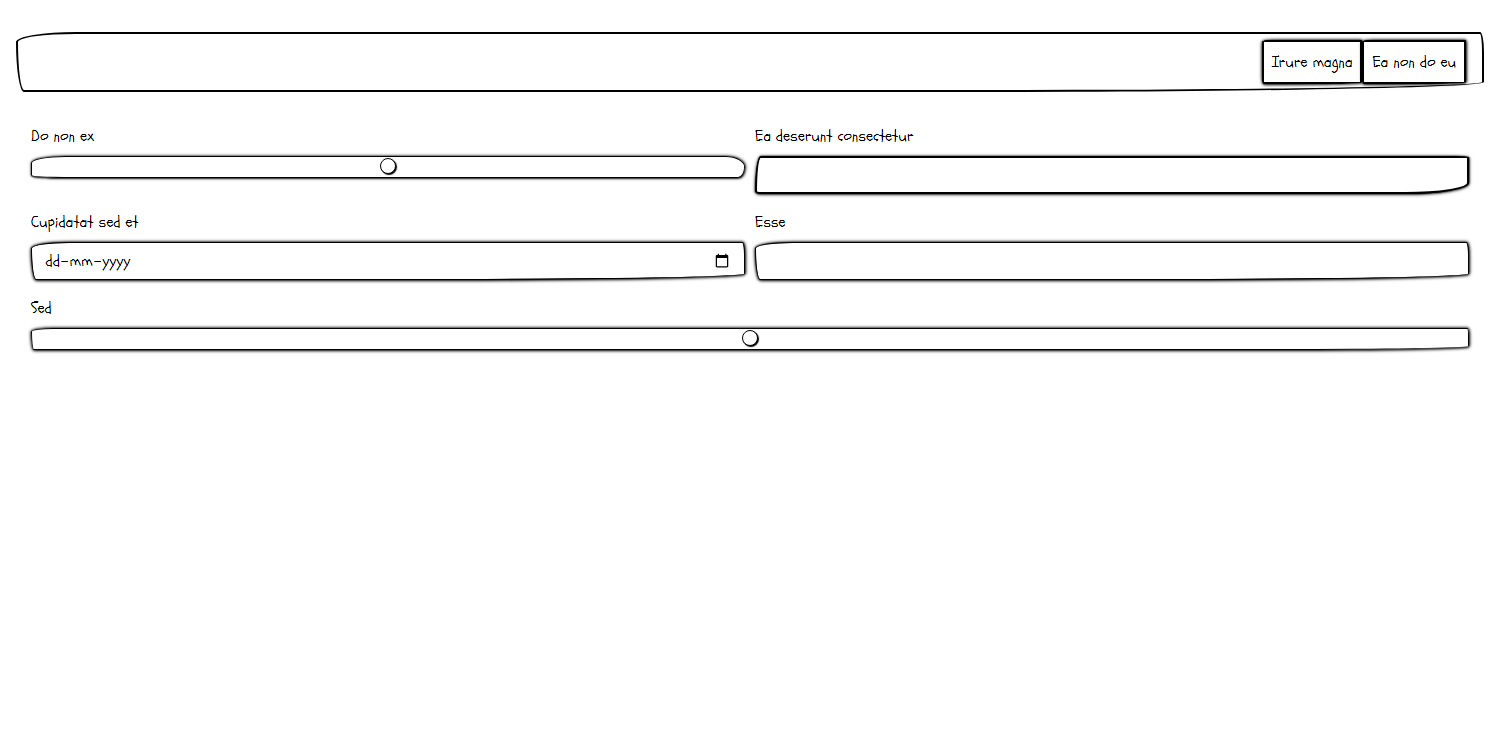 Irure magna Ea non do eu
Do non ex
Ea deserunt consectetur
Cupidatat sed et
dd-mm-yyyy
Esse
Sed